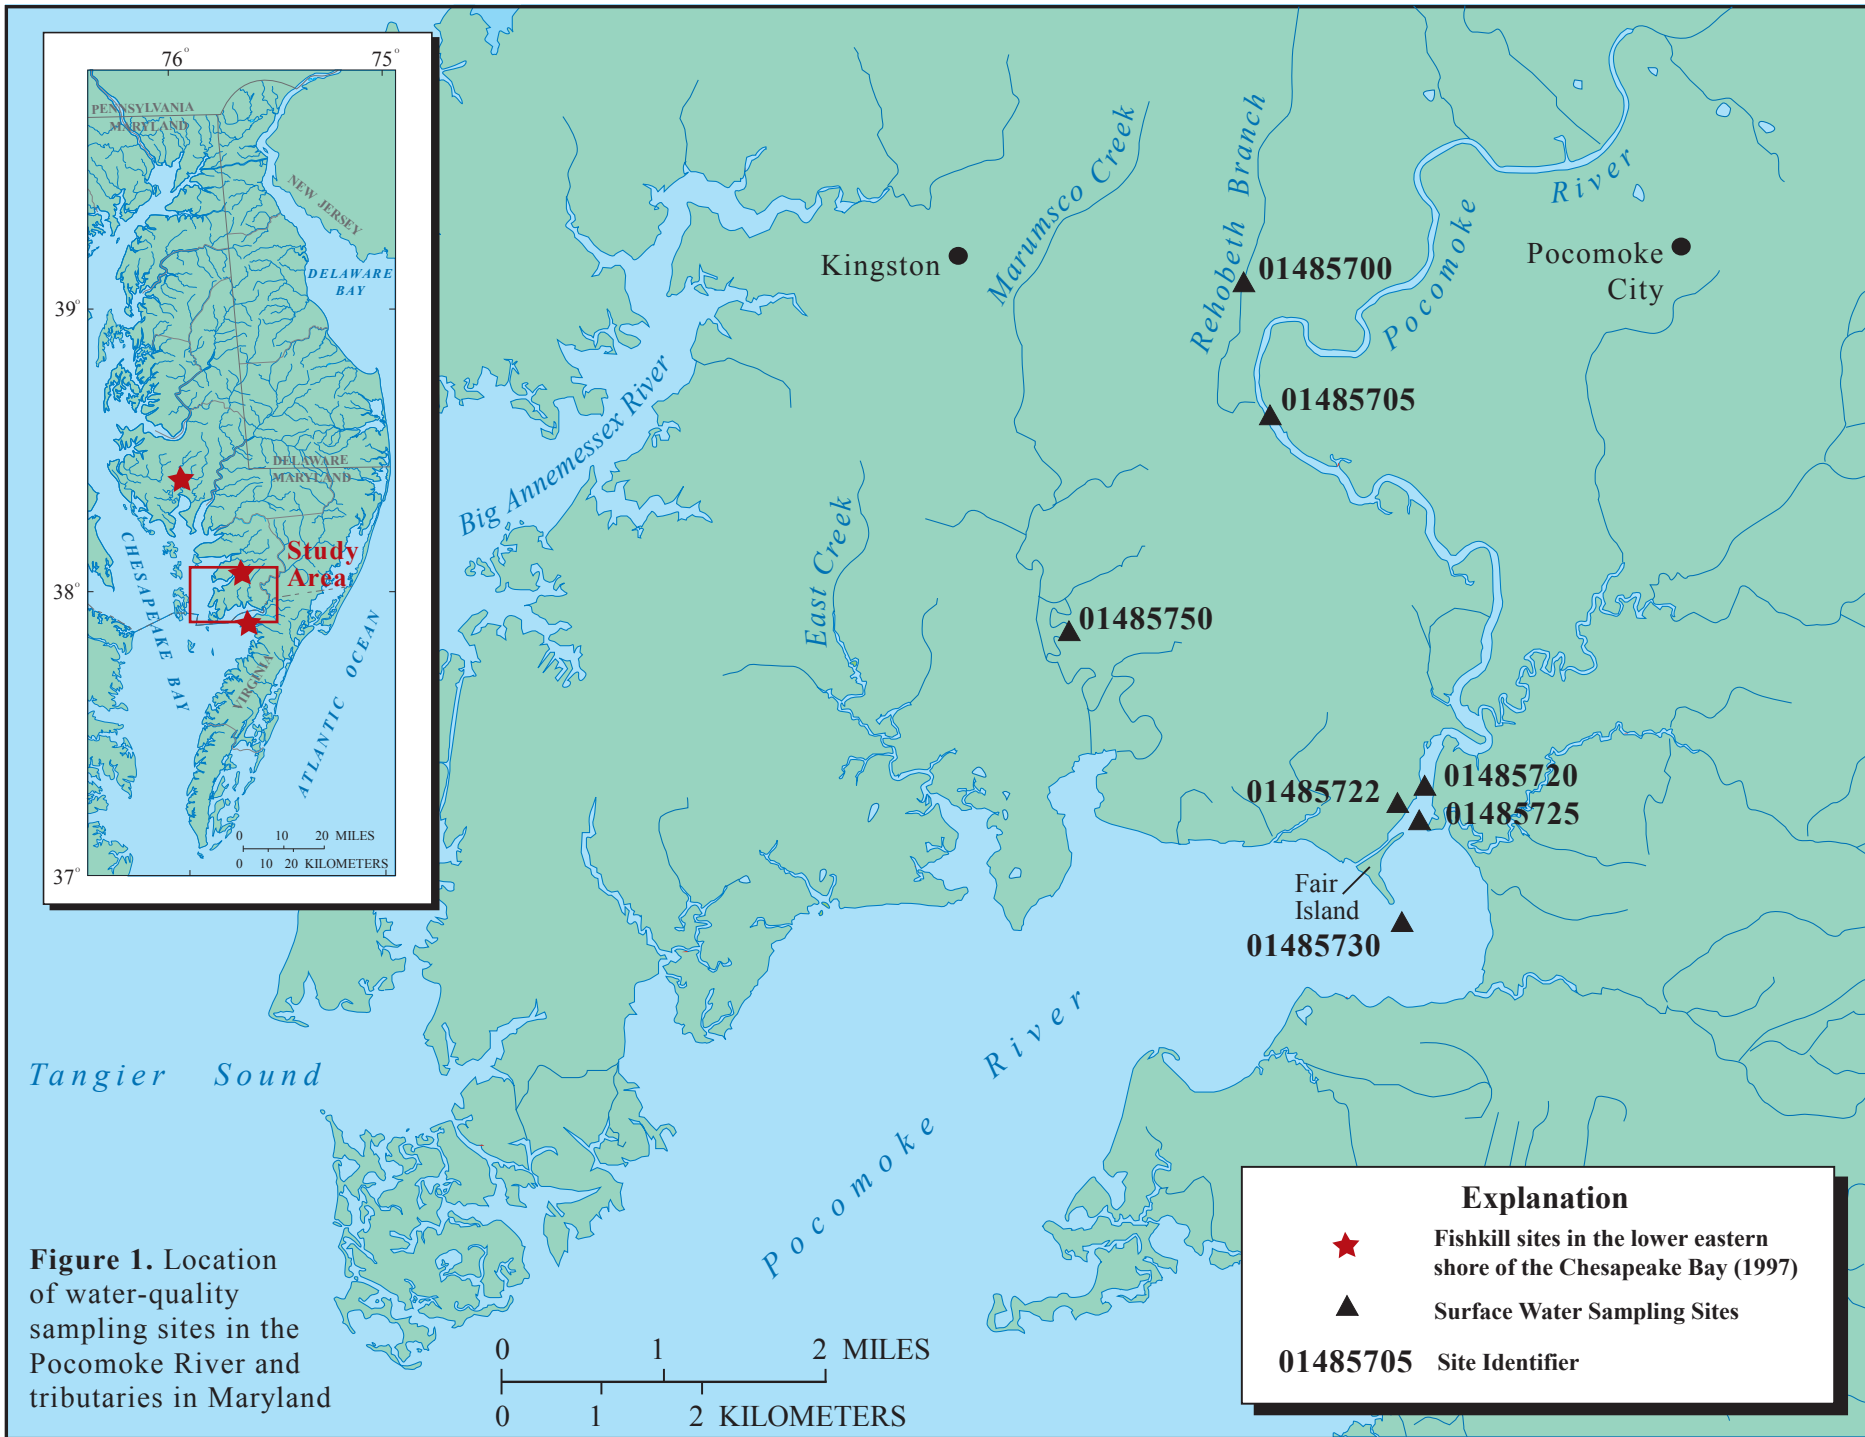 76°
75°
PENNSYLVANIA
MARYLAND
NEW JERSEY
DELAWARE
BAY
39°
DELAWARE
MARYLAND
Study
Area
38°
CHESAPEAKE BAY
VIRGINIA
ATLANTIC OCEAN
0 10 20 MILES
0 10 20 KILOMETERS
37°
Kingston
Marumsco Creek
Rehobeth Branch
Pocomoke River
Pocomoke
City
01485700
01485705
Big Annemessex River
East Creek
01485750
01485720
01485722
01485725
Fair
Island
01485730
Tangier Sound
Pocomoke River
Figure 1. Location
of water-quality
sampling sites in the
Pocomoke River and
tributaries in Maryland
0 1 2 MILES
0 1 2 KILOMETERS
Explanation
Fishkill sites in the lower eastern
shore of the Chesapeake Bay (1997)
Surface Water Sampling Sites
01485705 Site Identifier